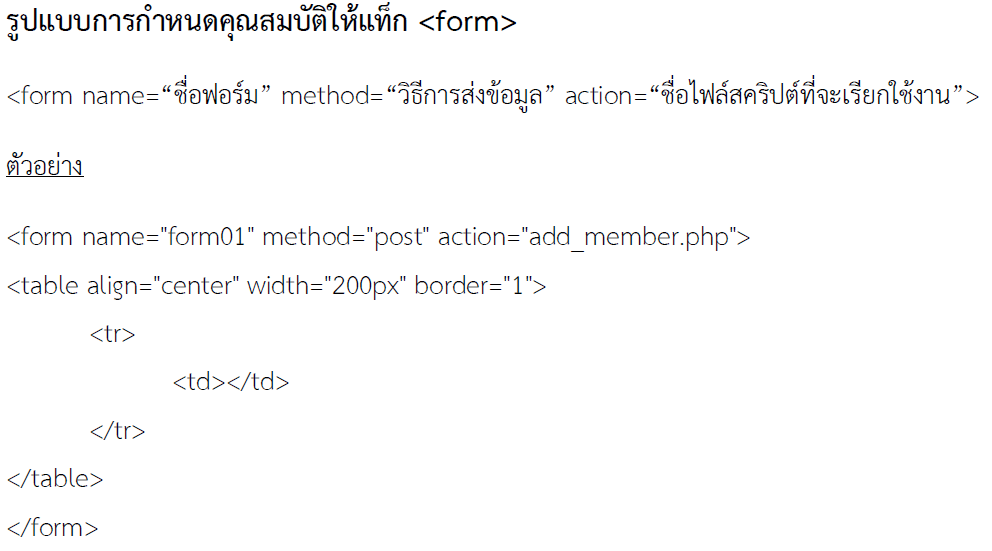 รูปแบบการกำหนดคุณสมบัติให้แท็ก <form>
<form name=“ชื่อฟอร์ม” method=“วิธีการส่งข้อมูล” action=“ชื่อไฟล์สคริปต์ที่จะเรียกใช้งาน”>
ตัวอย่าง
<form name="form01" method="post" action="add_member.php">
<table align="center" width="200px" border="1">
<tr>
<td></td>
</tr>
</table>
</form>